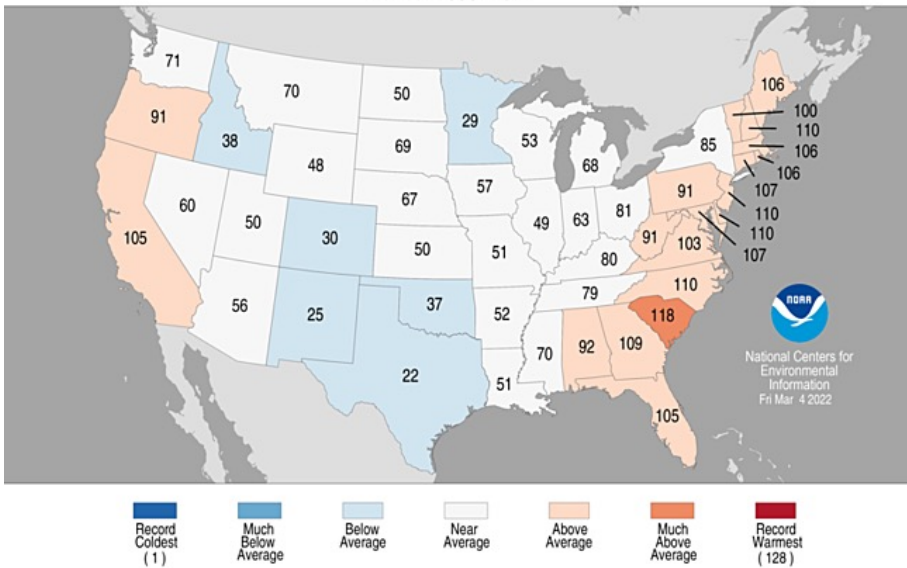 71
70
50
29
106
91
38
48
69
53
68
85
100
110
106
106
107
110
110
107
60
50
67
57
49
63
81
91
105
30
50
51
80
91
103
56
25
37
52
79
110
118
22
51
70
92
109
105
NOAA
National Centers for
Environmental
Information
Fri Mar 4 2022
Record
Coldest
( 1 )
Much
Below
Average
Below
Average
Near
Average
Above
Average
Much
Above
Average
Record
Warmest
( 128 )